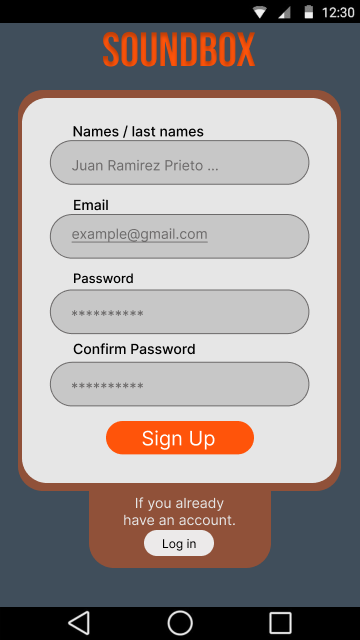 12:30
SOUNDBOX
Names / last names
Juan Ramirez Prieto ...
Email
example@gmail.com
Password
**********
Confirm Password
**********
Sign Up
If you already
have an account.
Log in